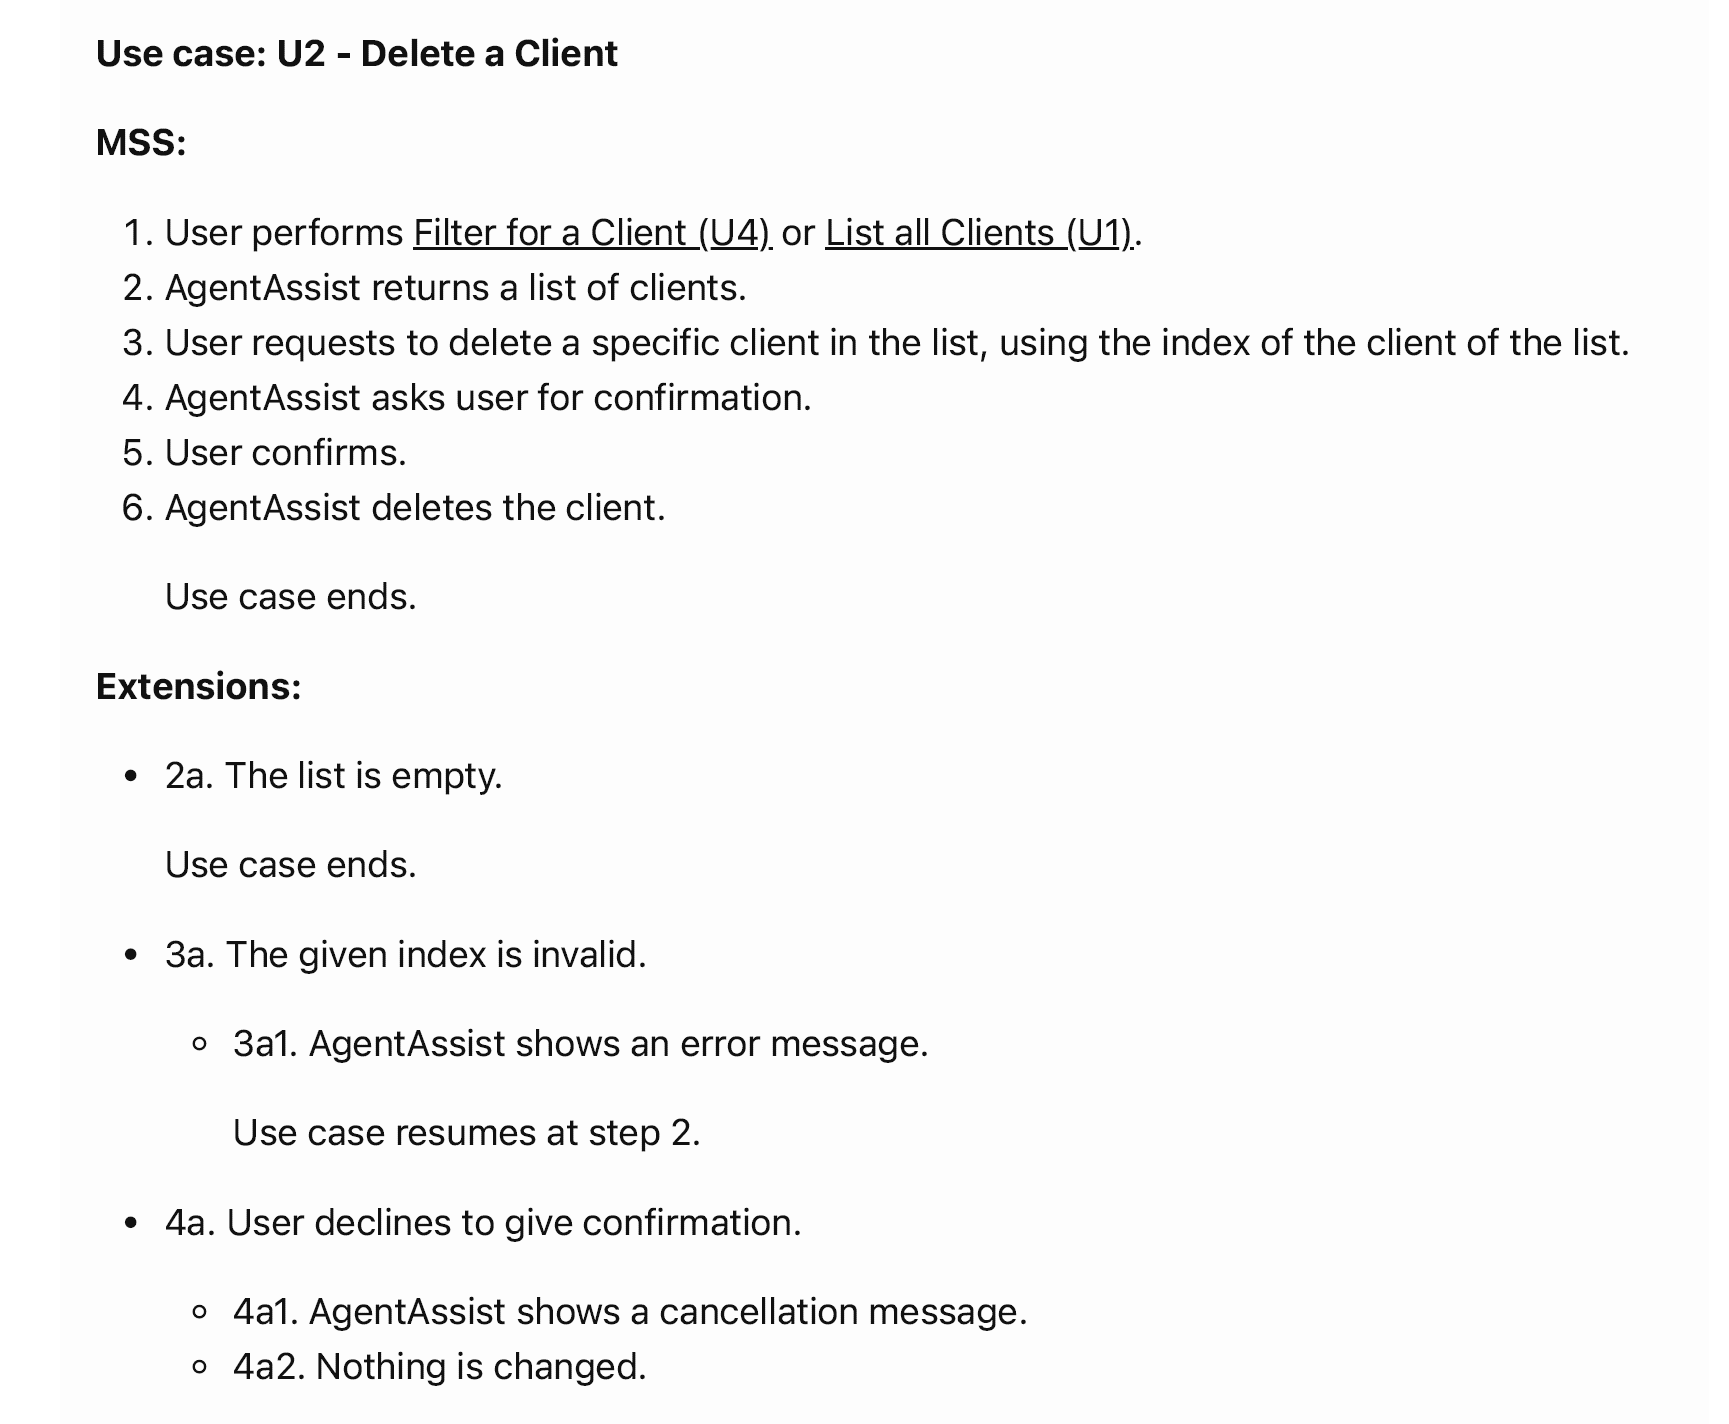 Use case: U2 - Delete a Client
MSS:
1. User performs Filter for a Client (U4) or List all Clients (U1).
2. AgentAssist returns a list of clients.
3. User requests to delete a specific client in the list, using the index of the client of the list.
4. AgentAssist asks user for confirmation.
5. User confirms.
6. AgentAssist deletes the client.
Use case ends.
Extensions:
• 2a. The list is empty.
Use case ends.
• 3a. The given index is invalid.
◦ 3a1. AgentAssist shows an error message.
Use case resumes at step 2.
• 4a. User declines to give confirmation.
◦ 4a1. AgentAssist shows a cancellation message.
◦ 4a2. Nothing is changed.